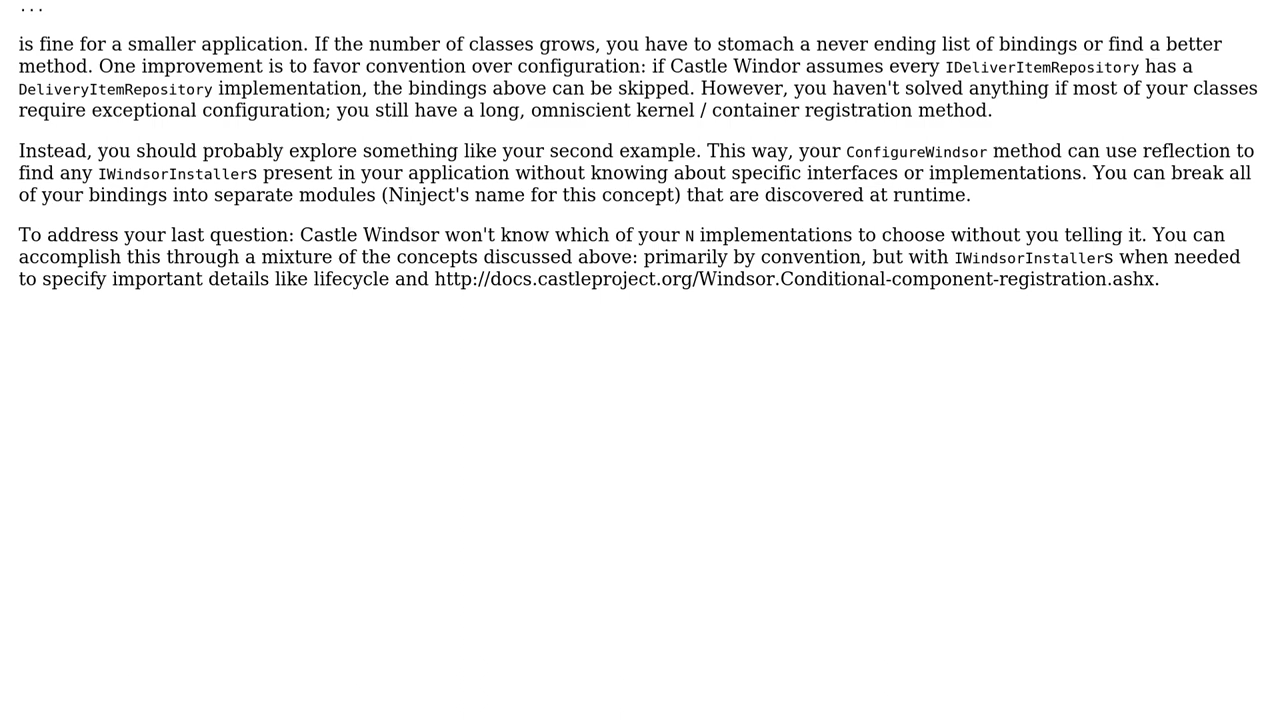 ...
is fine for a smaller application. If the number of classes grows, you have to stomach a never ending list of bindings or find a better
method. One improvement is to favor convention over configuration: if Castle Windor assumes every IDeliverItemRepository has a
DeliveryItemRepository implementation, the bindings above can be skipped. However, you haven't solved anything if most of your classes
require exceptional configuration; you still have a long, omniscient kernel / container registration method.
Instead, you should probably explore something like your second example. This way, your ConfigureWindsor method can use reflection to
find any IWindsorInstallers present in your application without knowing about specific interfaces or implementations. You can break all
of your bindings into separate modules (Ninject's name for this concept) that are discovered at runtime.
To address your last question: Castle Windsor won't know which of your N implementations to choose without you telling it. You can
accomplish this through a mixture of the concepts discussed above: primarily by convention, but with IWindsorInstallers when needed
to specify important details like lifecycle and http://docs.castleproject.org/Windsor.Conditional-component-registration.ashx.